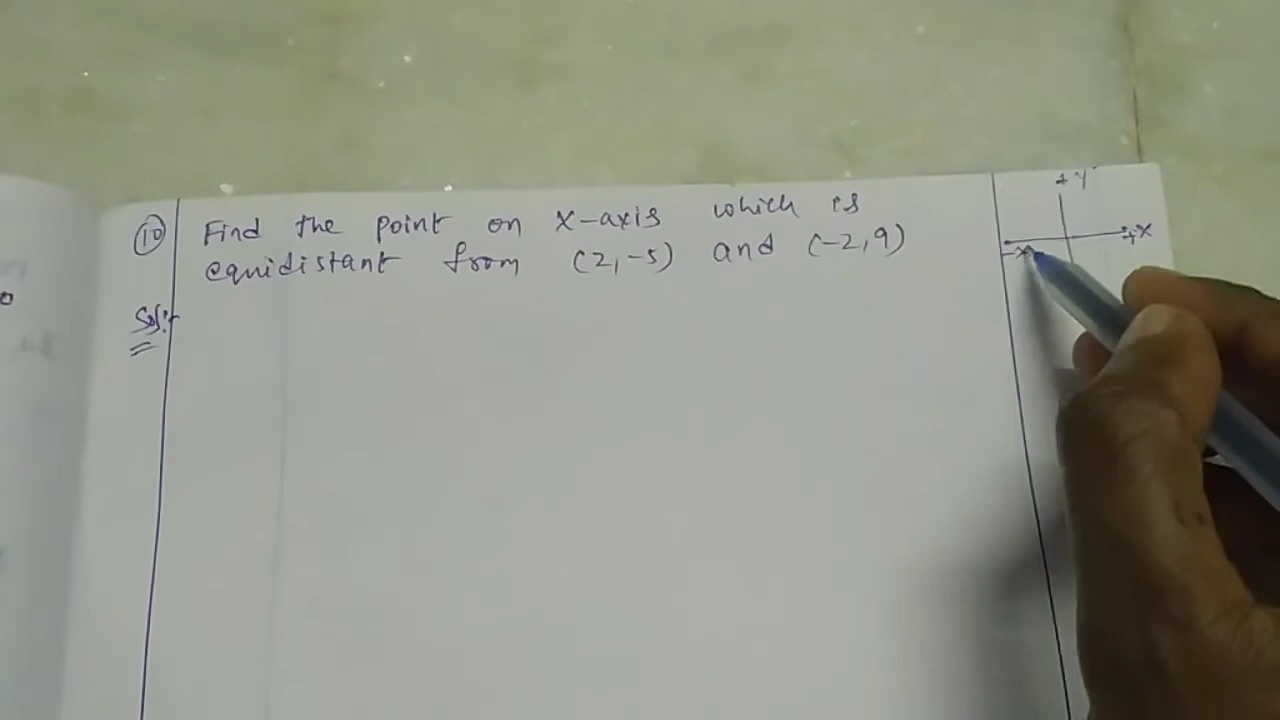 10 Find the point on x-axis which is
equidistant from (2,-5) and (-2,9)
Sol:-
+Y
+X
-X